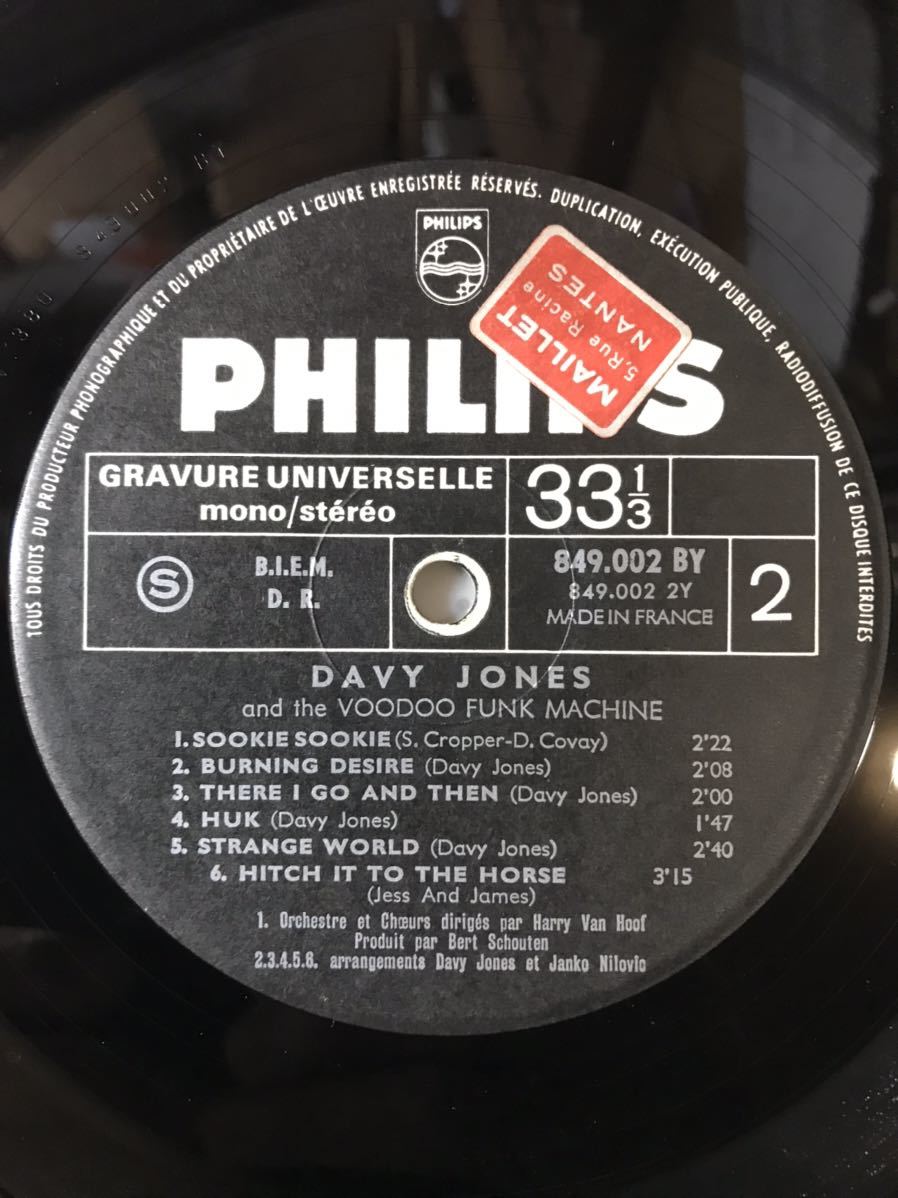 TOUS DROITS DU PRODUCTEUR PHONOGRAPHIQUE ET DU PROPRIÉTAIRE DE L'ŒUVRE ENREGISTRÉE RÉSERVÉS. DUPLICATION, EXÉCUTION PUBLIQUE, RADIODIFFUSION DE CE DISQUE INTERDITES
PHILIPS
MAILLET
5, Rue Racine
NANTES
PHILIPS
GRAVURE UNIVERSELLE
mono/stéréo
33 1/3
S
B.I.E.M.
D. R.
849.002 BY
849.002 2Y
MADE IN FRANCE
2
DAVY JONES
and the VOODOO FUNK MACHINE
1. SOOKIE SOOKIE (S. Cropper-D. Covay) 2'22
2. BURNING DESIRE (Davy Jones) 2'08
3. THERE I GO AND THEN (Davy Jones) 2'00
4. HUK (Davy Jones) 1'47
5. STRANGE WORLD (Davy Jones) 2'40
6. HITCH IT TO THE HORSE 3'15
(Jess And James)
1. Orchestre et Chœurs dirigés par Harry Van Hoof
Produit par Bert Schouten
2.3.4.5.6. arrangements Davy Jones et Janko Nilovic